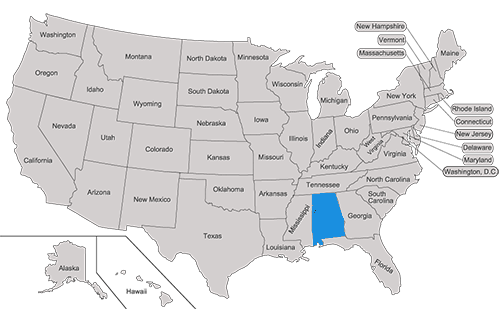 New Hampshire
Vermont
Massachusetts
Washington
Montana
North Dakota
Minnesota
Maine
Oregon
Idaho
Wyoming
South Dakota
Wisconsin
Michigan
New York
Rhode Island
Connecticut
New Jersey
Delaware
Maryland
Washington, D.C
Nevada
Utah
Colorado
Nebraska
Iowa
Illinois
Indiana
Ohio
Pennsylvania
West
Virginia
Virginia
California
Kansas
Missouri
Kentucky
Arizona
New Mexico
Oklahoma
Arkansas
Tennessee
North Carolina
South
Carolina
Texas
Louisiana
Mississippi
Georgia
Florida
Alaska
Hawaii